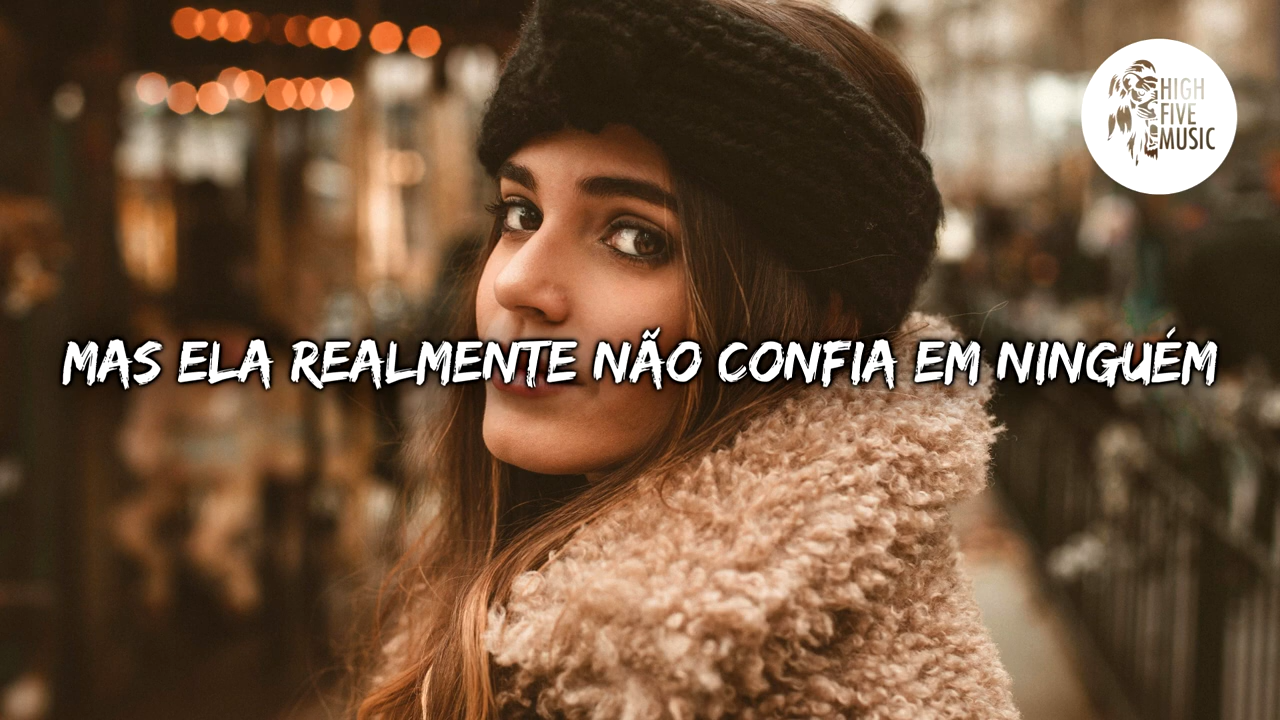 HIGH
FIVE
MUSIC
MAS ELA REALMENTE NÃO CONFIA EM NINGUÉM